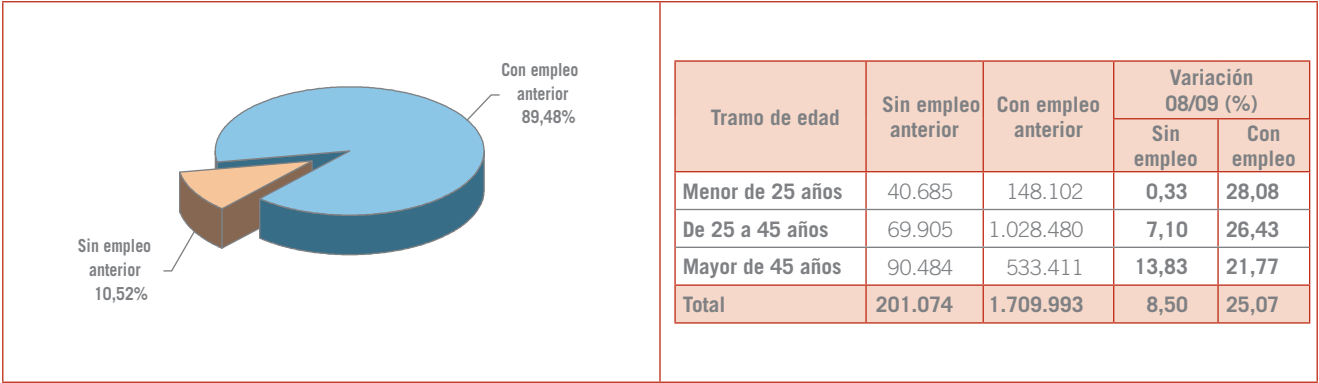 Con empleo
anterior
89,48%
Sin empleo
anterior
10,52%
Tramo de edad
Sin empleo
anterior
Con empleo
anterior
Variación
08/09 (%)
Sin
empleo
Con
empleo
Menor de 25 años 40.685 148.102 0,33 28,08
De 25 a 45 años 69.905 1.028.480 7,10 26,43
Mayor de 45 años 90.484 533.411 13,83 21,77
Total 201.074 1.709.993 8,50 25,07